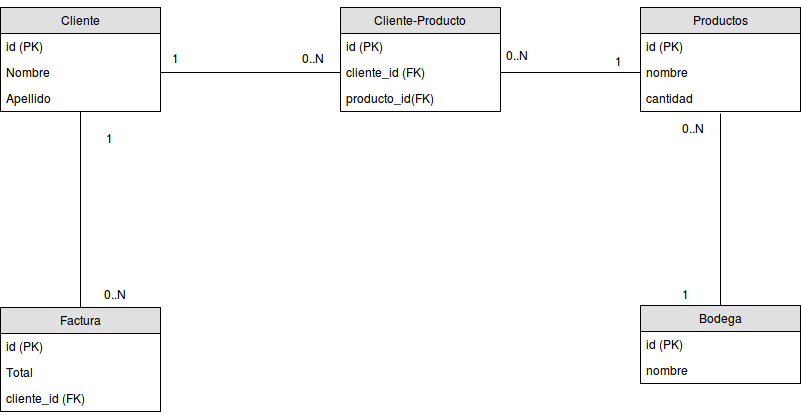 Cliente
id (PK)
Nombre
Apellido
1
0..N
Cliente-Producto
id (PK)
cliente_id (FK)
producto_id(FK)
0..N
1
Productos
id (PK)
nombre
cantidad
1
0..N
0..N
1
Factura
id (PK)
Total
cliente_id (FK)
Bodega
id (PK)
nombre